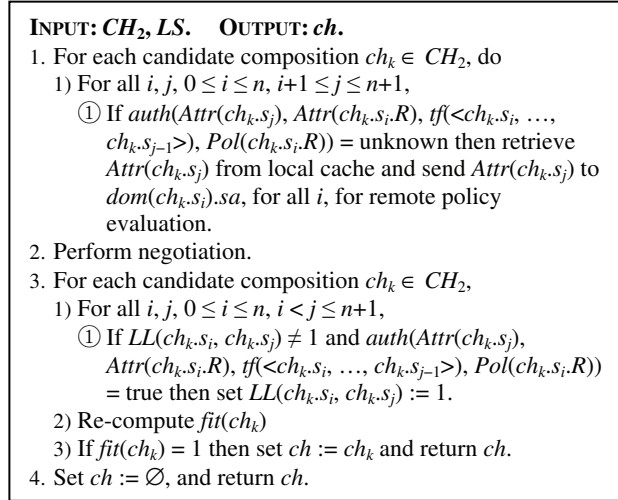 INPUT: CH₂, LS.    OUTPUT: ch.
1. For each candidate composition chₖ ∈ CH₂, do
1) For all i, j, 0 ≤ i ≤ n, i+1 ≤ j ≤ n+1,
① If auth(Attr(chₖ.sⱼ), Attr(chₖ.sᵢ.R), tf(<chₖ.sᵢ, …,
chₖ.sⱼ₋₁>), Pol(chₖ.sᵢ.R)) = unknown then retrieve
Attr(chₖ.sⱼ) from local cache and send Attr(chₖ.sⱼ) to
dom(chₖ.sᵢ).sa, for all i, for remote policy
evaluation.
2. Perform negotiation.
3. For each candidate composition chₖ ∈ CH₂,
1) For all i, j, 0 ≤ i ≤ n, i < j ≤ n+1,
① If LL(chₖ.sᵢ, chₖ.sⱼ) ≠ 1 and auth(Attr(chₖ.sⱼ),
Attr(chₖ.sᵢ.R), tf(<chₖ.sᵢ, …, chₖ.sⱼ₋₁>), Pol(chₖ.sᵢ.R))
= true then set LL(chₖ.sᵢ, chₖ.sⱼ) := 1.
2) Re-compute fit(chₖ)
3) If fit(chₖ) = 1 then set ch := chₖ and return ch.
4. Set ch := ∅, and return ch.